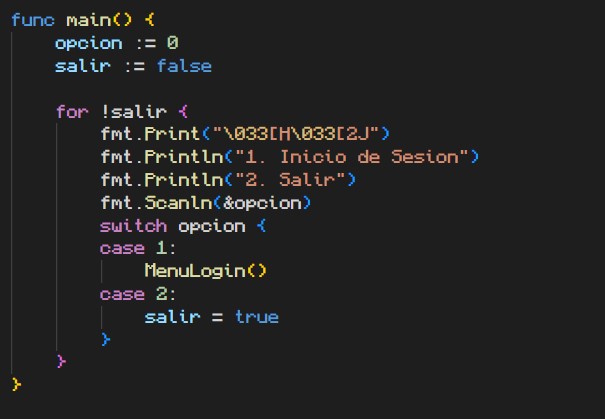 func main() {
    opcion := 0
    salir := false

    for !salir {
        fmt.Print("\033[H\033[2J")
        fmt.Println("1. Inicio de Sesion")
        fmt.Println("2. Salir")
        fmt.Scanln(&opcion)
        switch opcion {
        case 1:
            MenuLogin()
        case 2:
            salir = true
        }
    }
}